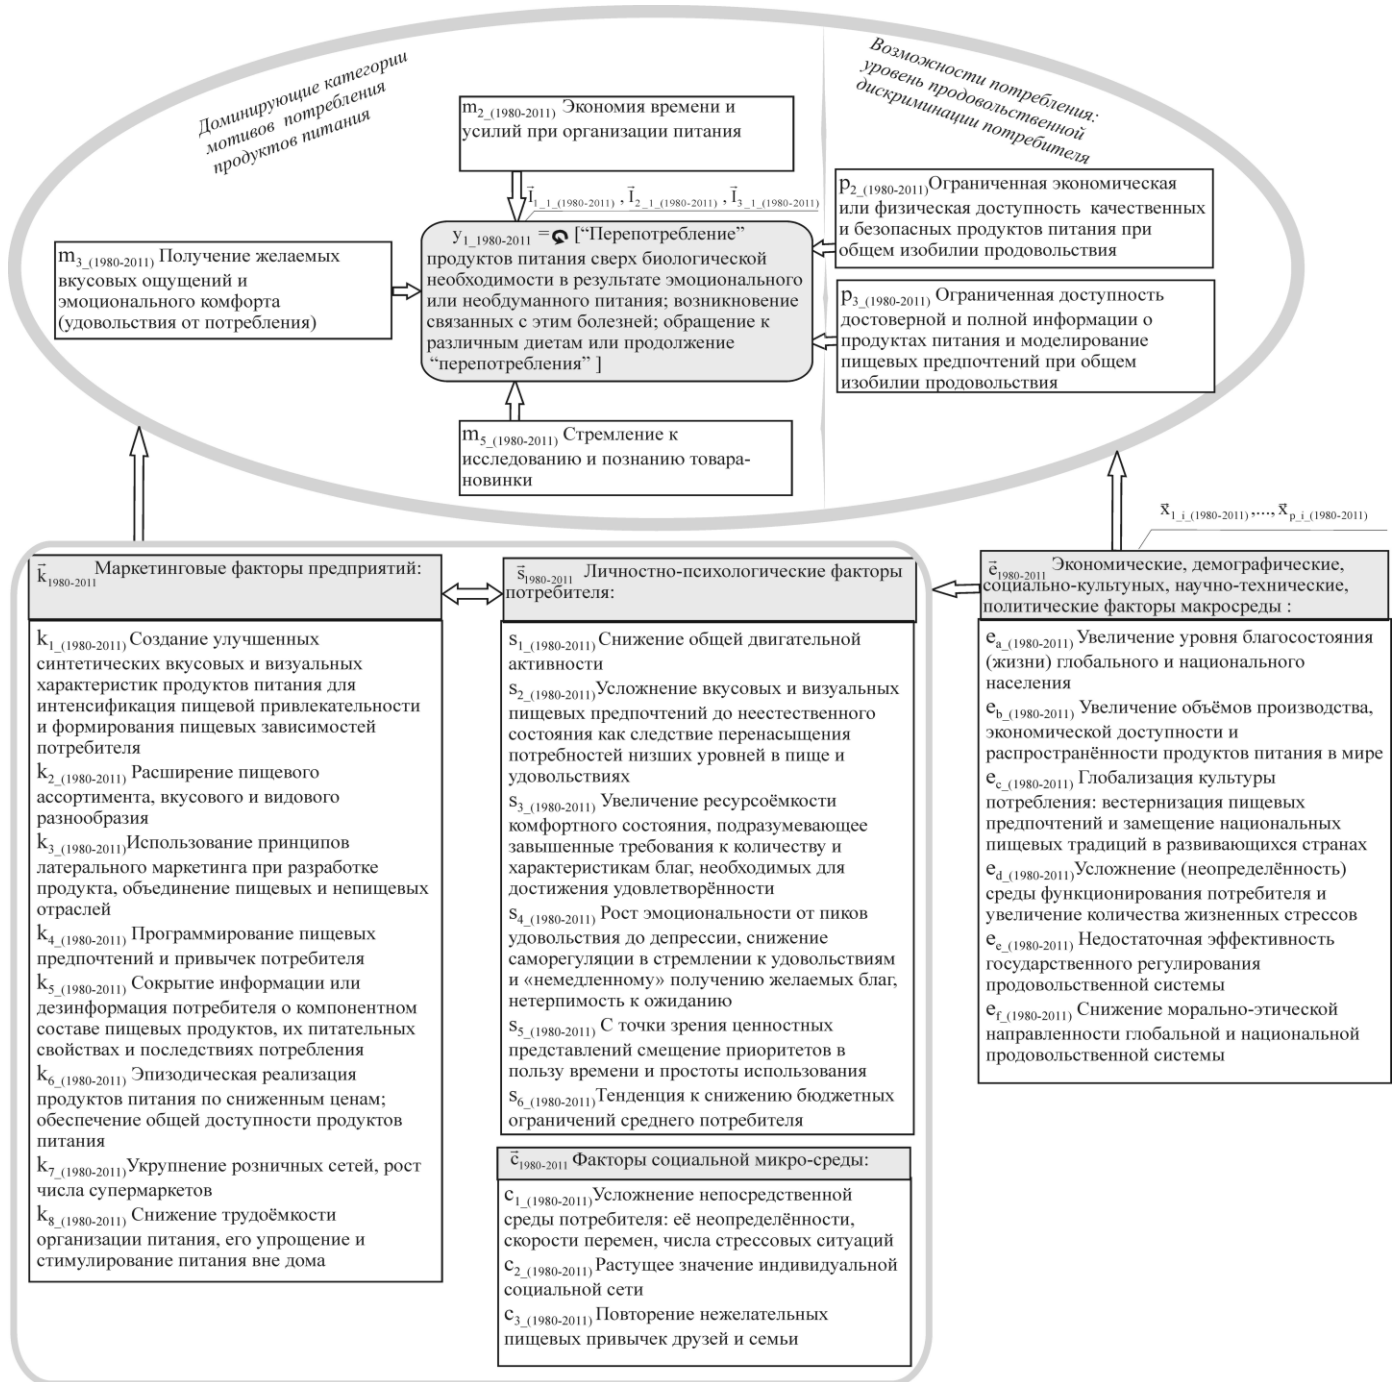 Доминирующие категории
мотивов потребления
продуктов питания
Возможности потребления:
уровень продовольственной
дискриминации потребителя
m2_(1980-2011) Экономия времени и
усилий при организации питания
I⃗1_1_(1980-2011) , I⃗2_1_(1980-2011) , I⃗3_1_(1980-2011)
p2_(1980-2011)Ограниченная экономическая
или физическая доступность качественных
и безопасных продуктов питания при
общем изобилии продовольствия
m3_(1980-2011) Получение желаемых
вкусовых ощущений и
эмоционального комфорта
(удовольствия от потребления)
y1_1980-2011 = [“Перепотребление”
продуктов питания сверх биологической
необходимости в результате эмоционального
или необдуманного питания; возникновение
связанных с этим болезней; обращение к
различным диетам или продолжение
“перепотребления” ]
p3_(1980-2011) Ограниченная доступность
достоверной и полной информации о
продуктах питания и моделирование
пищевых предпочтений при общем
изобилии продовольствия
m5_(1980-2011) Стремление к
исследованию и познанию товара-
новинки
x̄1_i_(1980-2011) ,..., x̄p_i_(1980-2011)
k⃗1980-2011 Маркетинговые факторы предприятий:
k1_(1980-2011) Создание улучшенных
синтетических вкусовых и визуальных
характеристик продуктов питания для
интенсификация пищевой привлекательности
и формирования пищевых зависимостей
потребителя
k2_(1980-2011) Расширение пищевого
ассортимента, вкусового и видового
разнообразия
k3_(1980-2011)Использование принципов
латерального маркетинга при разработке
продукта, объединение пищевых и непищевых
отраслей
k4_(1980-2011) Программирование пищевых
предпочтений и привычек потребителя
k5_(1980-2011) Сокрытие информации или
дезинформация потребителя о компонентном
составе пищевых продуктов, их питательных
свойствах и последствиях потребления
k6_(1980-2011) Эпизодическая реализация
продуктов питания по сниженным ценам;
обеспечение общей доступности продуктов
питания
k7_(1980-2011)Укрупнение розничных сетей, рост
числа супермаркетов
k8_(1980-2011) Снижение трудоёмкости
организации питания, его упрощение и
стимулирование питания вне дома
s⃗1980-2011 Личностно-психологические факторы
потребителя:
s1_(1980-2011) Снижение общей двигательной
активности
s2_(1980-2011)Усложнение вкусовых и визуальных
пищевых предпочтений до неестественного
состояния как следствие перенасыщения
потребностей низших уровней в пище и
удовольствиях
s3_(1980-2011) Увеличение ресурсоёмкости
комфортного состояния, подразумевающее
завышенные требования к количеству и
характеристикам благ, необходимых для
достижения удовлетворённости
s4_(1980-2011) Рост эмоциональности от пиков
удовольствия до депрессии, снижение
саморегуляции в стремлении к удовольствиям
и «немедленному» получению желаемых благ,
нетерпимость к ожиданию
s5_(1980-2011) С точки зрения ценностных
представлений смещение приоритетов в
пользу времени и простоты использования
s6_(1980-2011)Тенденция к снижению бюджетных
ограничений среднего потребителя
c⃗1980-2011 Факторы социальной микро-среды:
c1_(1980-2011)Усложнение непосредственной
среды потребителя: её неопределённости,
скорости перемен, числа стрессовых ситуаций
c2_(1980-2011) Растущее значение индивидуальной
социальной сети
c3_(1980-2011) Повторение нежелательных
пищевых привычек друзей и семьи
e⃗1980-2011 Экономические, демографические,
социально-культуных, научно-технические,
политические факторы макросреды :
ea_(1980-2011) Увеличение уровня благосостояния
(жизни) глобального и национального
населения
eb_(1980-2011) Увеличение объёмов производства,
экономической доступности и
распространённости продуктов питания в мире
ec_(1980-2011) Глобализация культуры
потребления: вестернизация пищевых
предпочтений и замещение национальных
пищевых традиций в развивающихся странах
ed_(1980-2011)Усложнение (неопределённость)
среды функционирования потребителя и
увеличение количества жизненных стрессов
ee_(1980-2011) Недостаточная эффективность
государственного регулирования
продовольственной системы
ef_(1980-2011) Снижение морально-этической
направленности глобальной и национальной
продовольственной системы